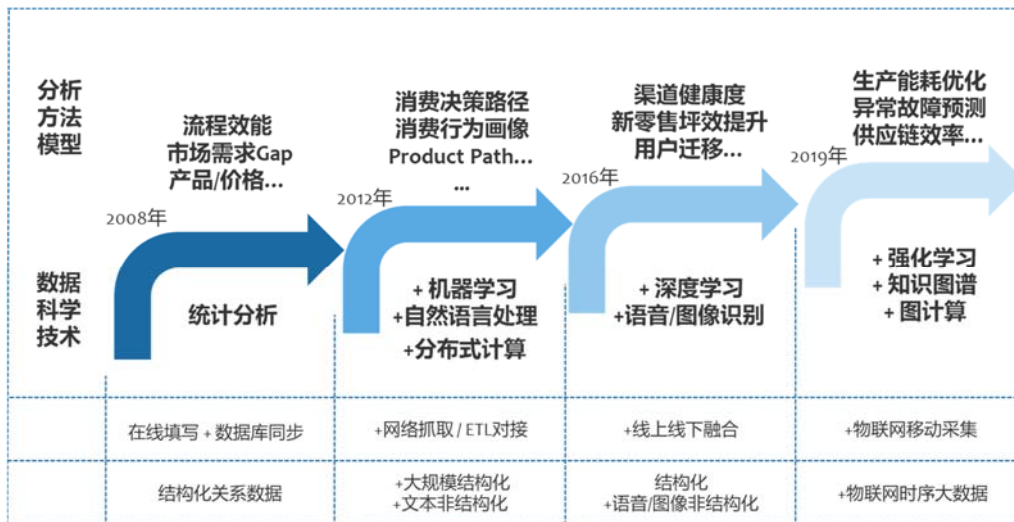 分析
方法
模型
流程效能
市场需求Gap
产品/价格...
消费决策路径
消费行为画像
Product Path...
...
渠道健康度
新零售坪效提升
用户迁移...
生产能耗优化
异常故障预测
供应链效率...
2008年
2012年
2016年
2019年
数据
科学
技术
统计分析
+ 机器学习
+自然语言处理
+分布式计算
+ 深度学习
+语音/图像识别
+ 强化学习
+ 知识图谱
+ 图计算
在线填写 + 数据库同步
+网络抓取 / ETL对接
+线上线下融合
+物联网移动采集
结构化关系数据
+大规模结构化
+文本非结构化
结构化
+语音/图像非结构化
+物联网时序大数据